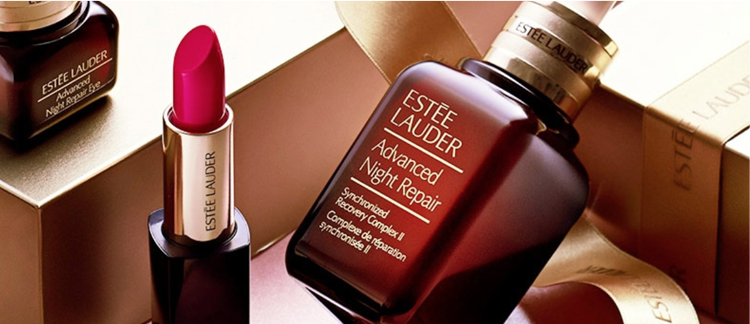 ESTĒE LAUDER
Advanced
Night Repair Eye
ESTĒE LAUDER
ESTĒE LAUDER
ESTĒE
LAUDER
Advanced
Night Repair
Synchronized
Recovery Complex II
Complexe de réparation
synchronisée II
ESTĒE LAUDER